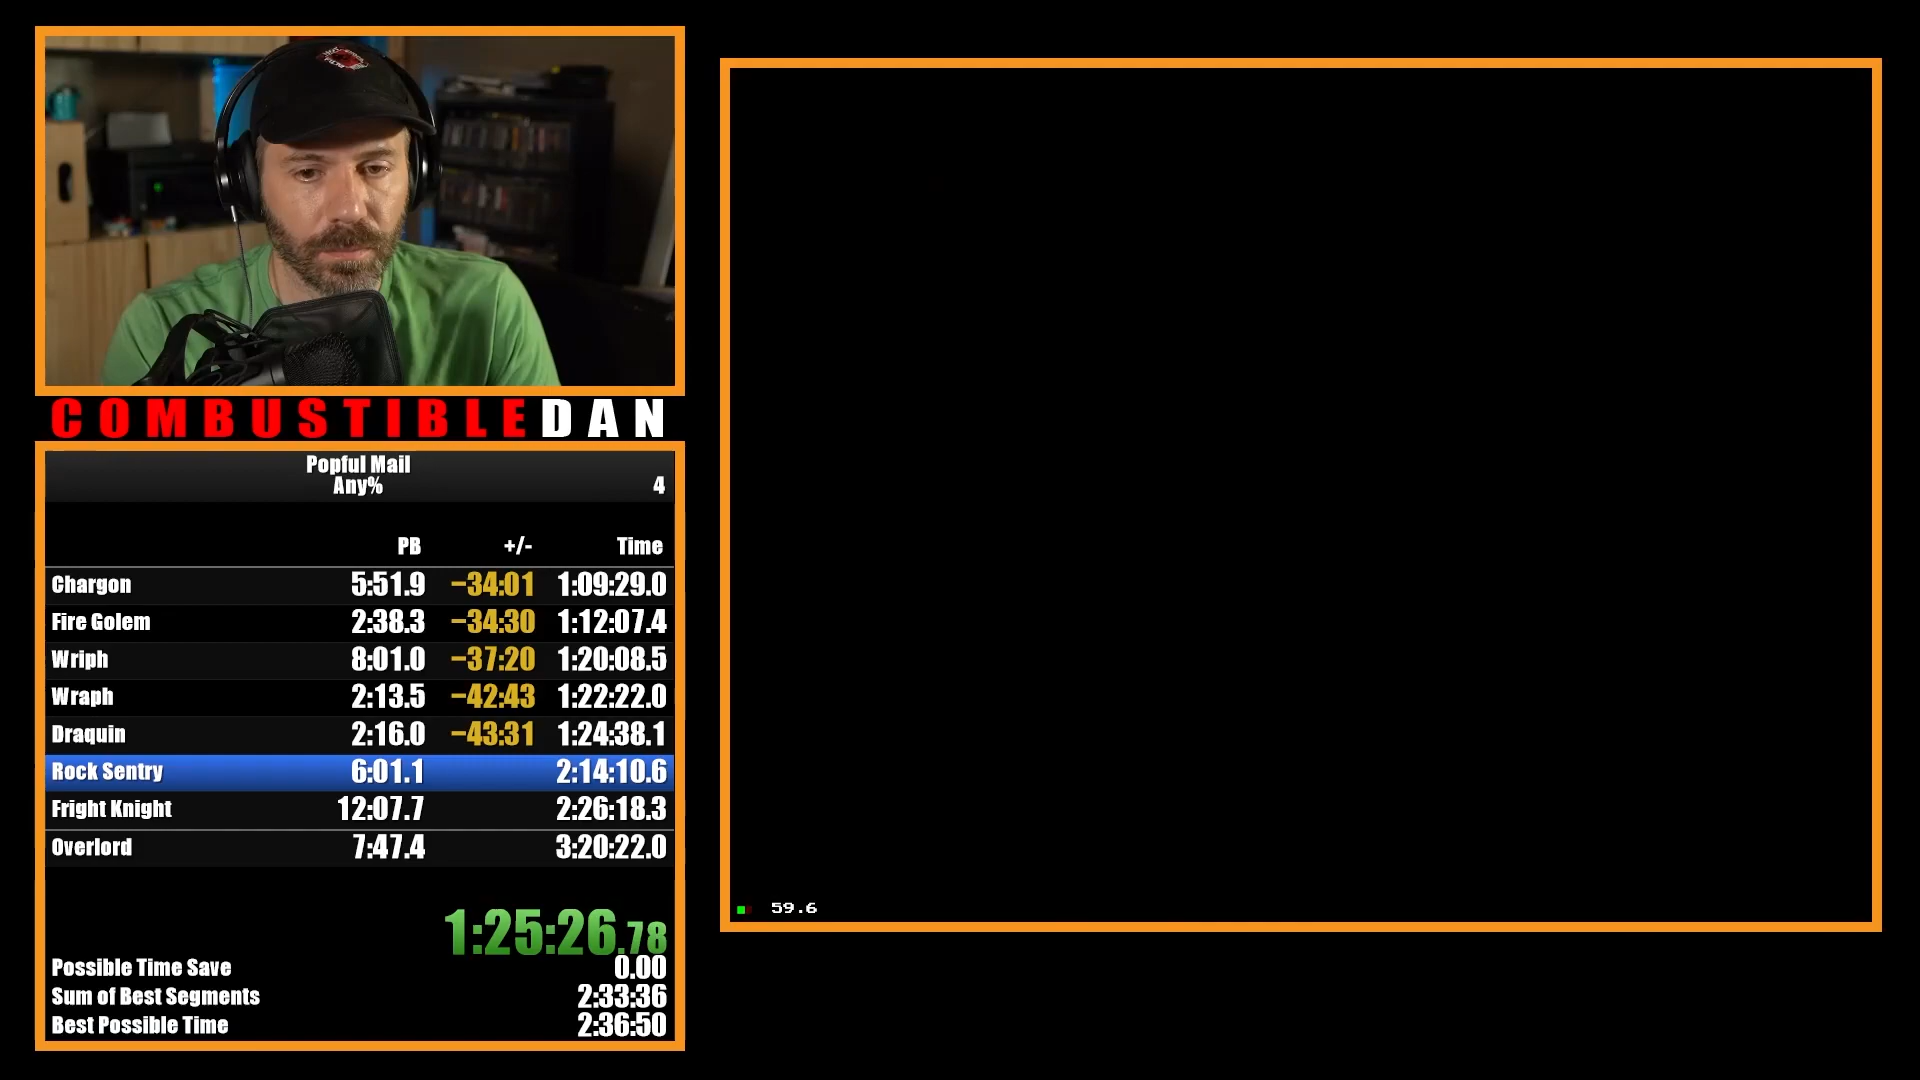 COMBUSTIBLEDAN
Popful Mail
Any% 4
PB +/- Time
Chargon 5:51.9 −34:01 1:09:29.0
Fire Golem 2:38.3 −34:30 1:12:07.4
Wriph 8:01.0 −37:20 1:20:08.5
Wraph 2:13.5 −42:43 1:22:22.0
Draquin 2:16.0 −43:31 1:24:38.1
Rock Sentry 6:01.1 2:14:10.6
Fright Knight 12:07.7 2:26:18.3
Overlord 7:47.4 3:20:22.0
1:25:26.78
Possible Time Save 0.00
Sum of Best Segments 2:33:36
Best Possible Time 2:36:50
59.6